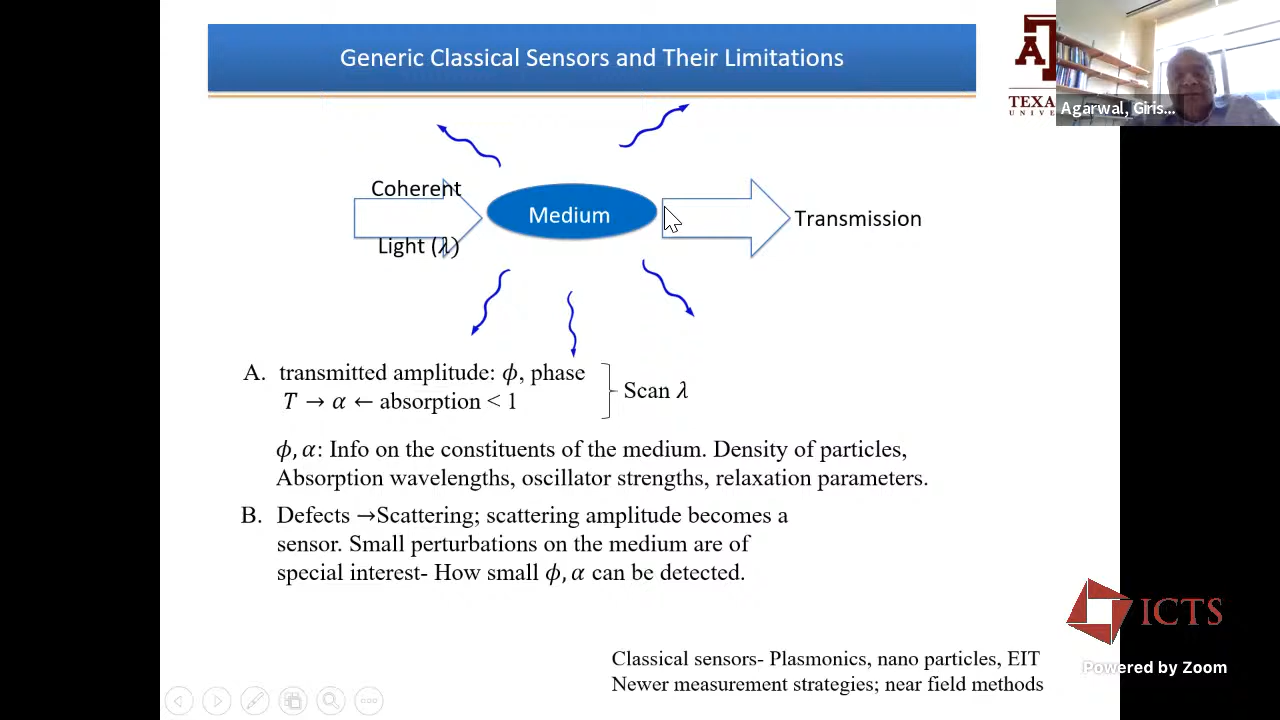 Generic Classical Sensors and Their Limitations
TEXA
UNIVE
Agarwal, Giris...
Coherent
Light (λ)
Medium
Transmission
A. transmitted amplitude: ϕ, phase
T → α ← absorption < 1
Scan λ
ϕ, α: Info on the constituents of the medium. Density of particles,
Absorption wavelengths, oscillator strengths, relaxation parameters.
B. Defects →Scattering; scattering amplitude becomes a
sensor. Small perturbations on the medium are of
special interest- How small ϕ, α can be detected.
ICTS
Classical sensors- Plasmonics, nano particles, EIT
Newer measurement strategies; near field methods
Powered by Zoom